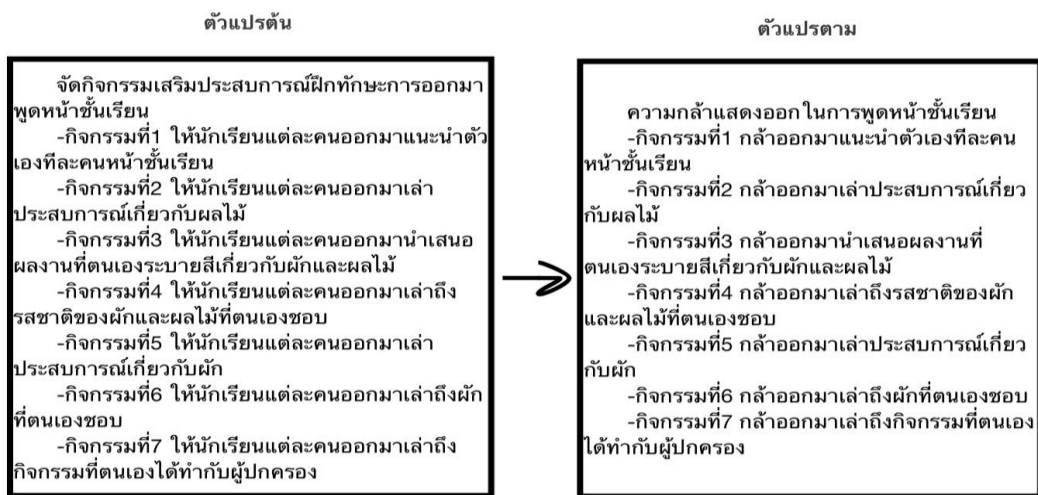 ตัวแปรต้น
จัดกิจกรรมเสริมประสบการณ์ฝึกทักษะการออกมา
พูดหน้าชั้นเรียน
-กิจกรรมที่1 ให้นักเรียนแต่ละคนออกมาแนะนำตัว
เองทีละคนหน้าชั้นเรียน
-กิจกรรมที่2 ให้นักเรียนแต่ละคนออกมาเล่า
ประสบการณ์เกี่ยวกับผลไม้
-กิจกรรมที่3 ให้นักเรียนแต่ละคนออกมานำเสนอ
ผลงานที่ตนเองระบายสีเกี่ยวกับผักและผลไม้
-กิจกรรมที่4 ให้นักเรียนแต่ละคนออกมาเล่าถึง
รสชาติของผักและผลไม้ที่ตนเองชอบ
-กิจกรรมที่5 ให้นักเรียนแต่ละคนออกมาเล่า
ประสบการณ์เกี่ยวกับผัก
-กิจกรรมที่6 ให้นักเรียนแต่ละคนออกมาเล่าถึงผัก
ที่ตนเองชอบ
-กิจกรรมที่7 ให้นักเรียนแต่ละคนออกมาเล่าถึง
กิจกรรมที่ตนเองได้ทำกับผู้ปกครอง
ตัวแปรตาม
ความกล้าแสดงออกในการพูดหน้าชั้นเรียน
-กิจกรรมที่1 กล้าออกมาแนะนำตัวเองทีละคน
หน้าชั้นเรียน
-กิจกรรมที่2 กล้าออกมาเล่าประสบการณ์เกี่ยว
กับผลไม้
-กิจกรรมที่3 กล้าออกมานำเสนอผลงานที่
ตนเองระบายสีเกี่ยวกับผักและผลไม้
-กิจกรรมที่4 กล้าออกมาเล่าถึงรสชาติของผัก
และผลไม้ที่ตนเองชอบ
-กิจกรรมที่5 กล้าออกมาเล่าประสบการณ์เกี่ยว
กับผัก
-กิจกรรมที่6 กล้าออกมาเล่าถึงผักที่ตนเองชอบ
-กิจกรรมที่7 กล้าออกมาเล่าถึงกิจกรรมที่ตนเอง
ได้ทำกับผู้ปกครอง